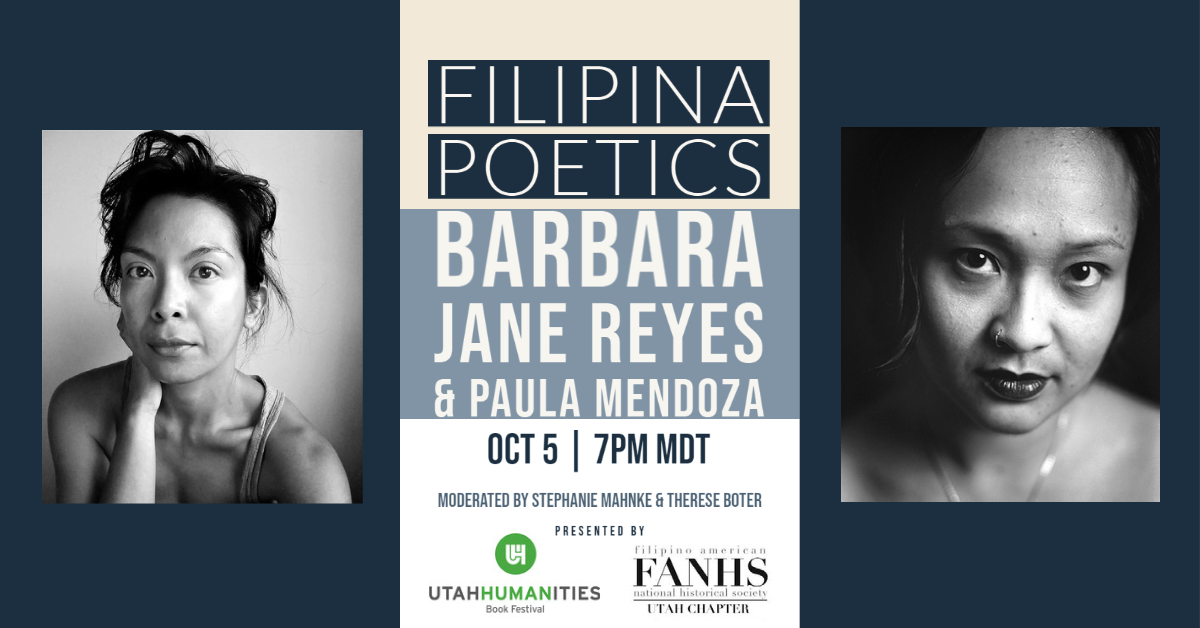 FILIPINA
POETICS
BARBARA
JANE REYES
& PAULA MENDOZA
OCT 5 | 7PM MDT
MODERATED BY STEPHANIE MAHNKE & THERESE BOTER
PRESENTED BY
UTAHHUMANITIES
Book Festival
filipino american
FANHS
national historical society
UTAH CHAPTER